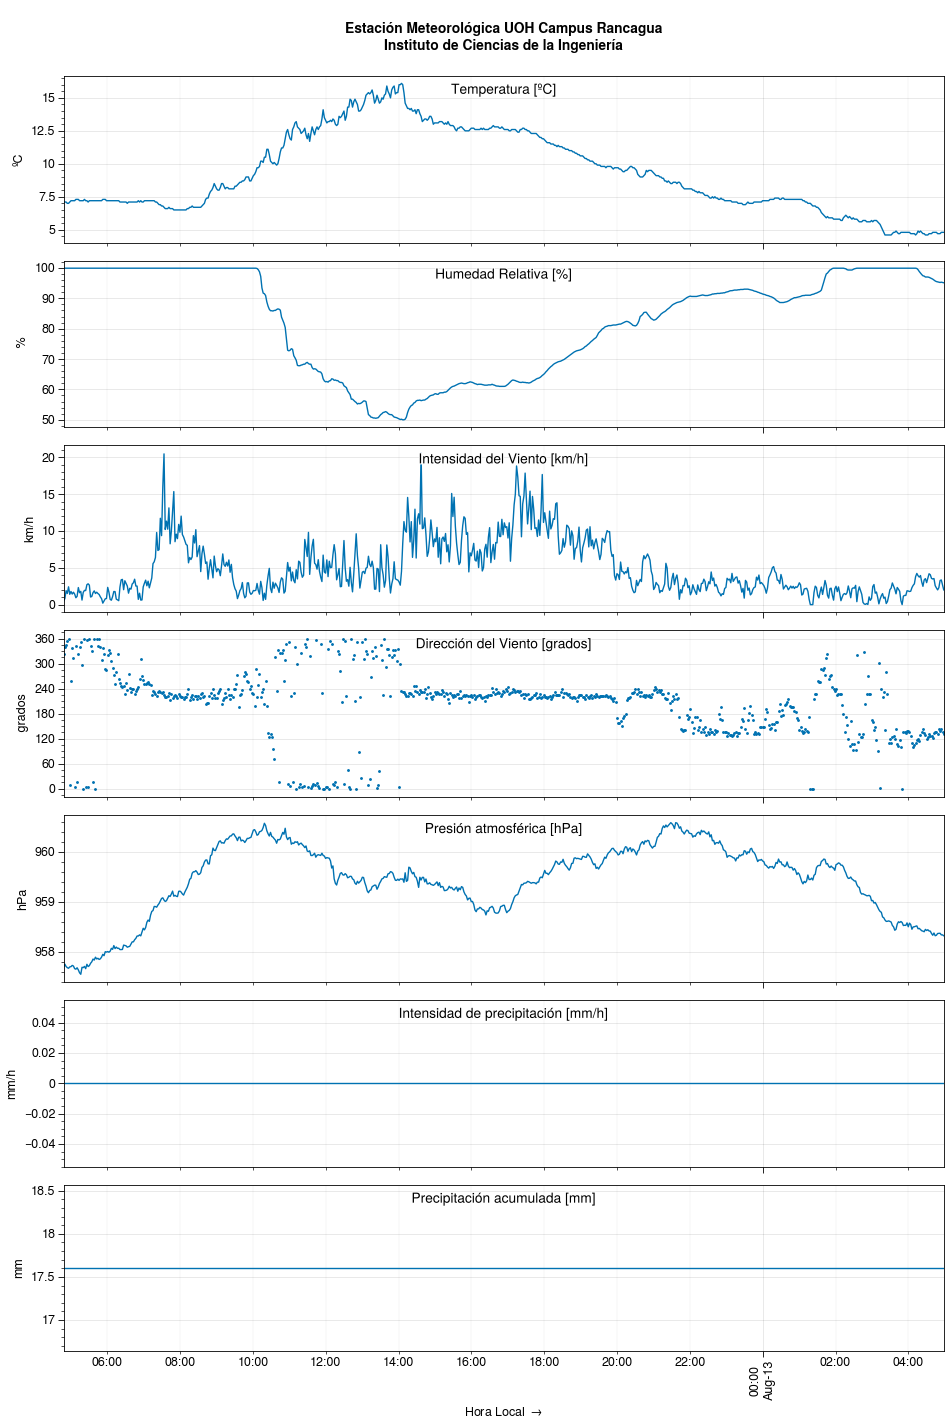 Estación Meteorológica UOH Campus Rancagua
Instituto de Ciencias de la Ingeniería
Temperatura [ºC]
ºC
15
12.5
10
7.5
5
Humedad Relativa [%]
%
100
90
80
70
60
50
Intensidad del Viento [km/h]
km/h
20
15
10
5
0
Dirección del Viento [grados]
grados
360
300
240
180
120
60
0
Presión atmosférica [hPa]
hPa
960
959
958
Intensidad de precipitación [mm/h]
mm/h
0.04
0.02
0
−0.02
−0.04
Precipitación acumulada [mm]
mm
18.5
18
17.5
17
06:00 08:00 10:00 12:00 14:00 16:00 18:00 20:00 22:00 00:00 02:00 04:00
Aug-13
Hora Local →